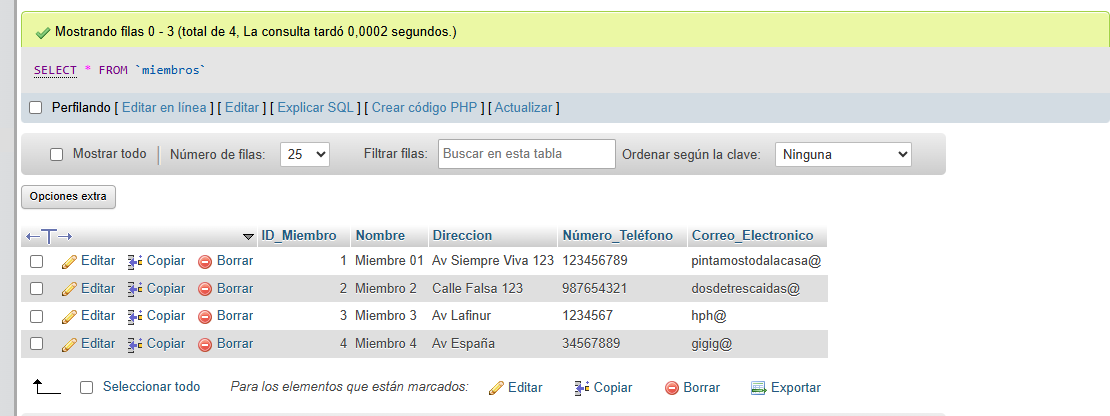 Mostrando filas 0 - 3 (total de 4, La consulta tardó 0,0002 segundos.)
SELECT * FROM `miembros`
Perfilando [ Editar en línea ] [ Editar ] [ Explicar SQL ] [ Crear código PHP ] [ Actualizar ]
Mostrar todo Número de filas: 25 Filtrar filas: Buscar en esta tabla Ordenar según la clave: Ninguna
Opciones extra
←T→ ID_Miembro Nombre Direccion Número_Teléfono Correo_Electronico
Editar Copiar Borrar 1 Miembre 01 Av Siempre Viva 123 123456789 pintamostodalacasa@
Editar Copiar Borrar 2 Miembro 2 Calle Falsa 123 987654321 dosdetrescaidas@
Editar Copiar Borrar 3 Miembro 3 Av Lafinur 1234567 hph@
Editar Copiar Borrar 4 Miembro 4 Av España 34567889 gigig@
Seleccionar todo Para los elementos que están marcados: Editar Copiar Borrar Exportar